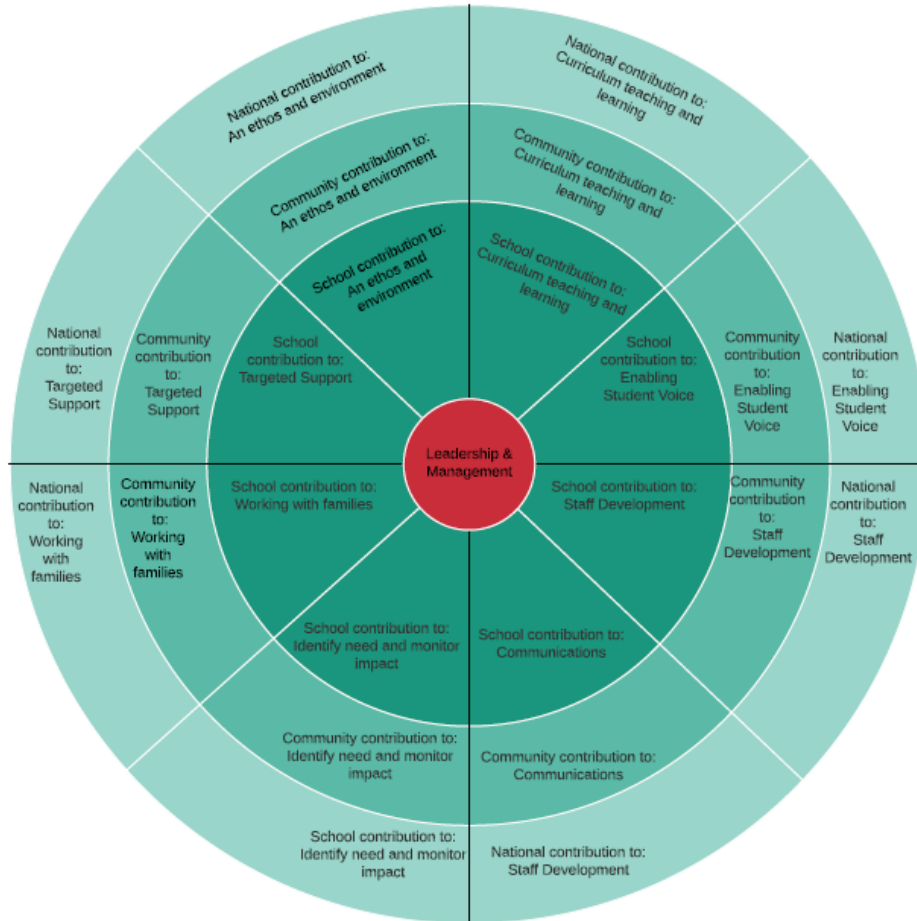 National contribution to:
An ethos and environment
National contribution to:
Curriculum teaching and
learning
Community contribution to:
An ethos and environment
Community contribution to:
Curriculum teaching and
learning
School contribution to:
An ethos and
environment
School contribution to:
Curriculum teaching and
learning
National
contribution
to:
Targeted
Support
Community
contribution
to:
Targeted
Support
School
contribution to:
Targeted Support
School
contribution to:
Enabling
Student Voice
Community
contribution
to:
Enabling
Student
Voice
National
contribution
to:
Enabling
Student
Voice
Leadership &
Management
National
contribution
to:
Working
with
families
Community
contribution
to:
Working
with
families
School contribution to:
Working with families
School contribution to:
Staff Development
Community
contribution
to:
Staff
Development
National
contribution
to:
Staff
Development
School contribution to:
Identify need and monitor
impact
School contribution to:
Communications
Community contribution to:
Identify need and monitor
impact
Community contribution to:
Communications
School contribution to:
Identify need and monitor
impact
National contribution to:
Staff Development